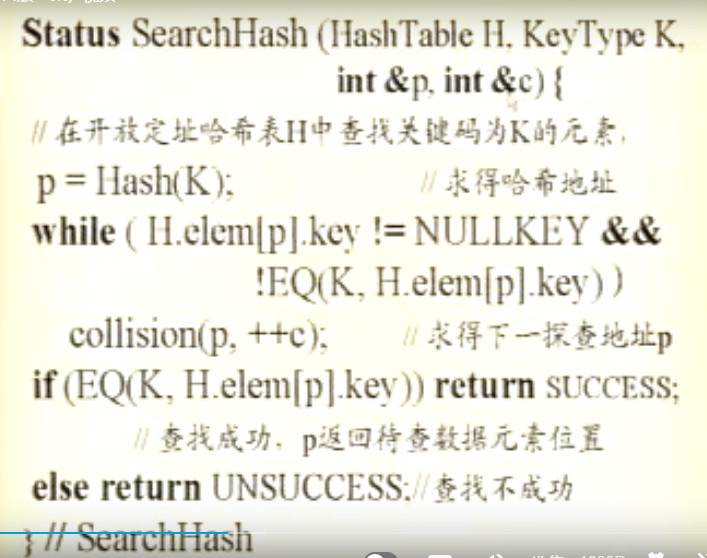 Status SearchHash (HashTable H, KeyType K,
int &p, int &c) {
// 在开放定址哈希表H中查找关键码为K的元素,
p = Hash(K); // 求得哈希地址
while ( H.elem[p].key != NULLKEY &&
!EQ(K, H.elem[p].key) )
collision(p, ++c); // 求得下一探查地址p
if (EQ(K, H.elem[p].key)) return SUCCESS;
// 查找成功, p返回待查数据元素位置
else return UNSUCCESS;//查找不成功
} // SearchHash